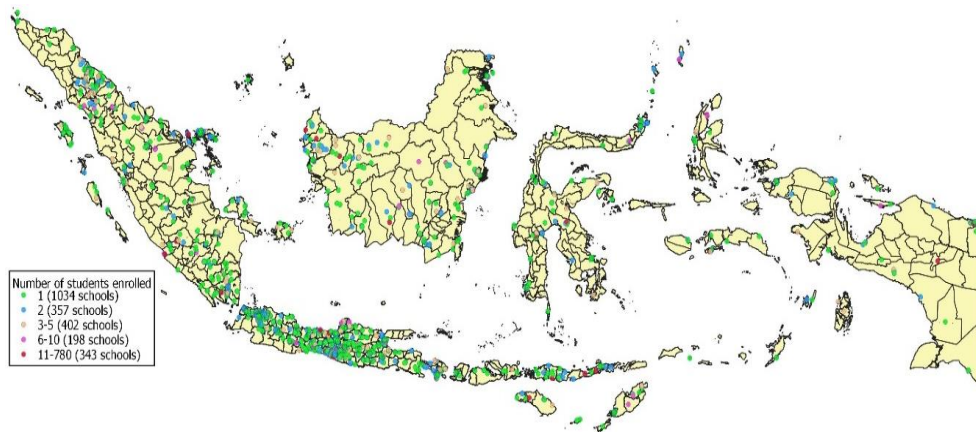 Number of students enrolled
1 (1034 schools)
2 (357 schools)
3-5 (402 schools)
6-10 (198 schools)
11-780 (343 schools)